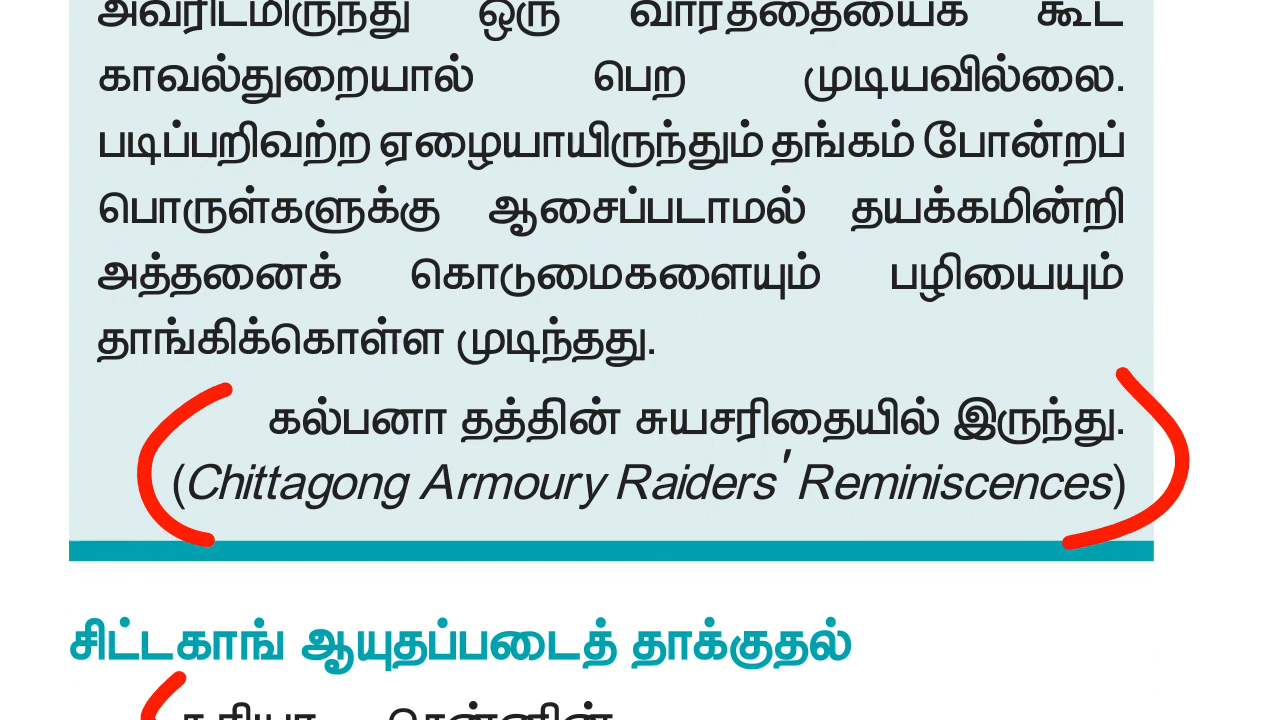 அவரிடமிருந்து ஒரு வார்த்தையைக் கூட
காவல்துறையால் பெற முடியவில்லை.
படிப்பறிவற்ற ஏழையாயிருந்தும் தங்கம் போன்றப்
பொருள்களுக்கு ஆசைப்படாமல் தயக்கமின்றி
அத்தனைக் கொடுமைகளையும் பழியையும்
தாங்கிக்கொள்ள முடிந்தது.
கல்பனா தத்தின் சுயசரிதையில் இருந்து.
(Chittagong Armoury Raiders' Reminiscences)
சிட்டகாங் ஆயுதப்படைத் தாக்குதல்